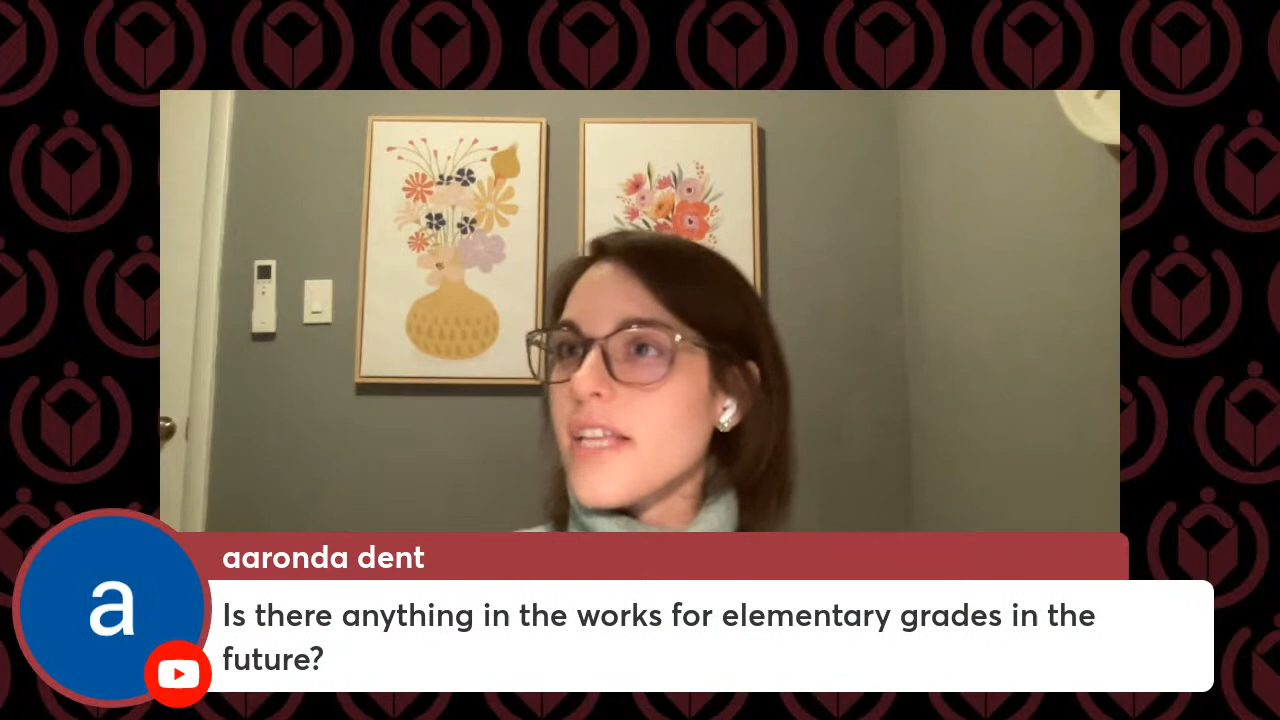 aaronda dent
a
Is there anything in the works for elementary grades in the
future?